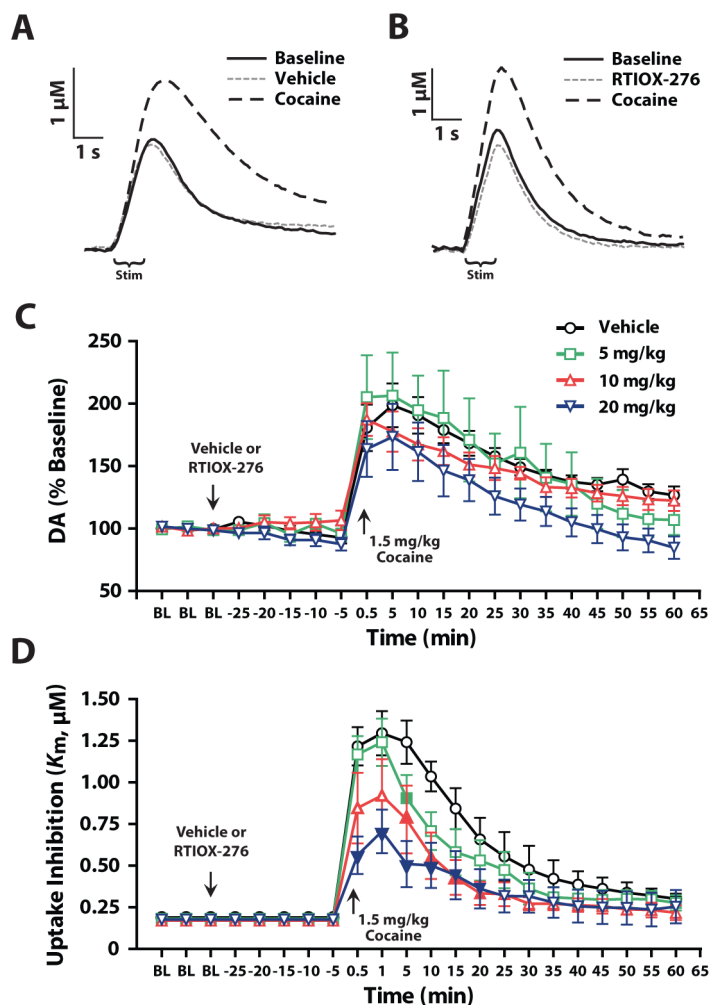 A
Baseline
Vehicle
Cocaine
1 μM
1 s
Stim
B
Baseline
RTIOX-276
Cocaine
1 μM
1 s
Stim
C
Vehicle
5 mg/kg
10 mg/kg
20 mg/kg
250
200
150
100
50
DA (% Baseline)
Vehicle or
RTIOX-276
1.5 mg/kg
Cocaine
BL BL BL -25 -20 -15 -10 -5 0.5 5 10 15 20 25 30 35 40 45 50 55 60 65
Time (min)
D
1.50
1.25
1.00
0.75
0.50
0.25
0
Uptake Inhibition (Km, μM)
Vehicle or
RTIOX-276
1.5 mg/kg
Cocaine
BL BL BL -25 -20 -15 -10 -5 0.5 1 5 10 15 20 25 30 35 40 45 50 55 60 65
Time (min)